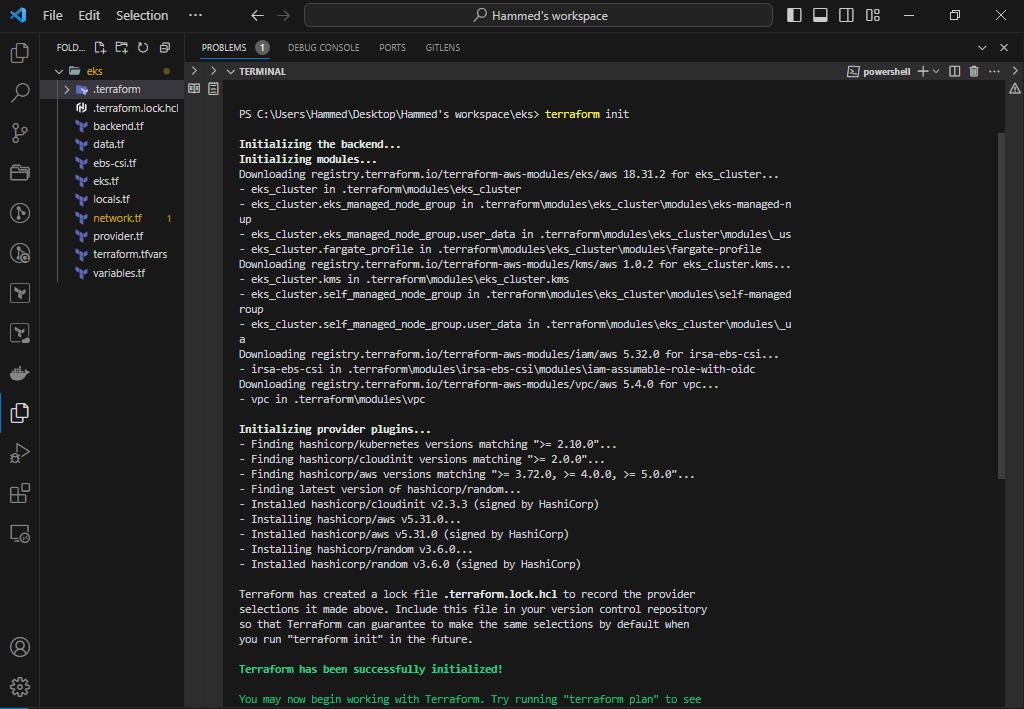 File Edit Selection ··· Hammed's workspace
FOLD...
PROBLEMS 1 DEBUG CONSOLE PORTS GITLENS
eks
.terraform
.terraform.lock.hcl
backend.tf
data.tf
ebs-csi.tf
eks.tf
locals.tf
network.tf 1
provider.tf
terraform.tfvars
variables.tf
TERMINAL
powershell
PS C:\Users\Hammed\Desktop\Hammed's workspace\eks> terraform init
Initializing the backend...
Initializing modules...
Downloading registry.terraform.io/terraform-aws-modules/eks/aws 18.31.2 for eks_cluster...
- eks_cluster in .terraform\modules\eks_cluster
- eks_cluster.eks_managed_node_group in .terraform\modules\eks_cluster\modules\eks-managed-n
up
- eks_cluster.eks_managed_node_group.user_data in .terraform\modules\eks_cluster\modules\_us
- eks_cluster.fargate_profile in .terraform\modules\eks_cluster\modules\fargate-profile
Downloading registry.terraform.io/terraform-aws-modules/kms/aws 1.0.2 for eks_cluster.kms...
- eks_cluster.kms in .terraform\modules\eks_cluster.kms
- eks_cluster.self_managed_node_group in .terraform\modules\eks_cluster\modules\self-managed
roup
- eks_cluster.self_managed_node_group.user_data in .terraform\modules\eks_cluster\modules\_u
a
Downloading registry.terraform.io/terraform-aws-modules/iam/aws 5.32.0 for irsa-ebs-csi...
- irsa-ebs-csi in .terraform\modules\irsa-ebs-csi\modules\iam-assumable-role-with-oidc
Downloading registry.terraform.io/terraform-aws-modules/vpc/aws 5.4.0 for vpc...
- vpc in .terraform\modules\vpc
Initializing provider plugins...
- Finding hashicorp/kubernetes versions matching ">= 2.10.0"...
- Finding hashicorp/cloudinit versions matching ">= 2.0.0"...
- Finding hashicorp/aws versions matching ">= 3.72.0, >= 4.0.0, >= 5.0.0"...
- Finding latest version of hashicorp/random...
- Installed hashicorp/cloudinit v2.3.3 (signed by HashiCorp)
- Installing hashicorp/aws v5.31.0...
- Installed hashicorp/aws v5.31.0 (signed by HashiCorp)
- Installing hashicorp/random v3.6.0...
- Installed hashicorp/random v3.6.0 (signed by HashiCorp)
Terraform has created a lock file .terraform.lock.hcl to record the provider
selections it made above. Include this file in your version control repository
so that Terraform can guarantee to make the same selections by default when
you run "terraform init" in the future.
Terraform has been successfully initialized!
You may now begin working with Terraform. Try running "terraform plan" to see